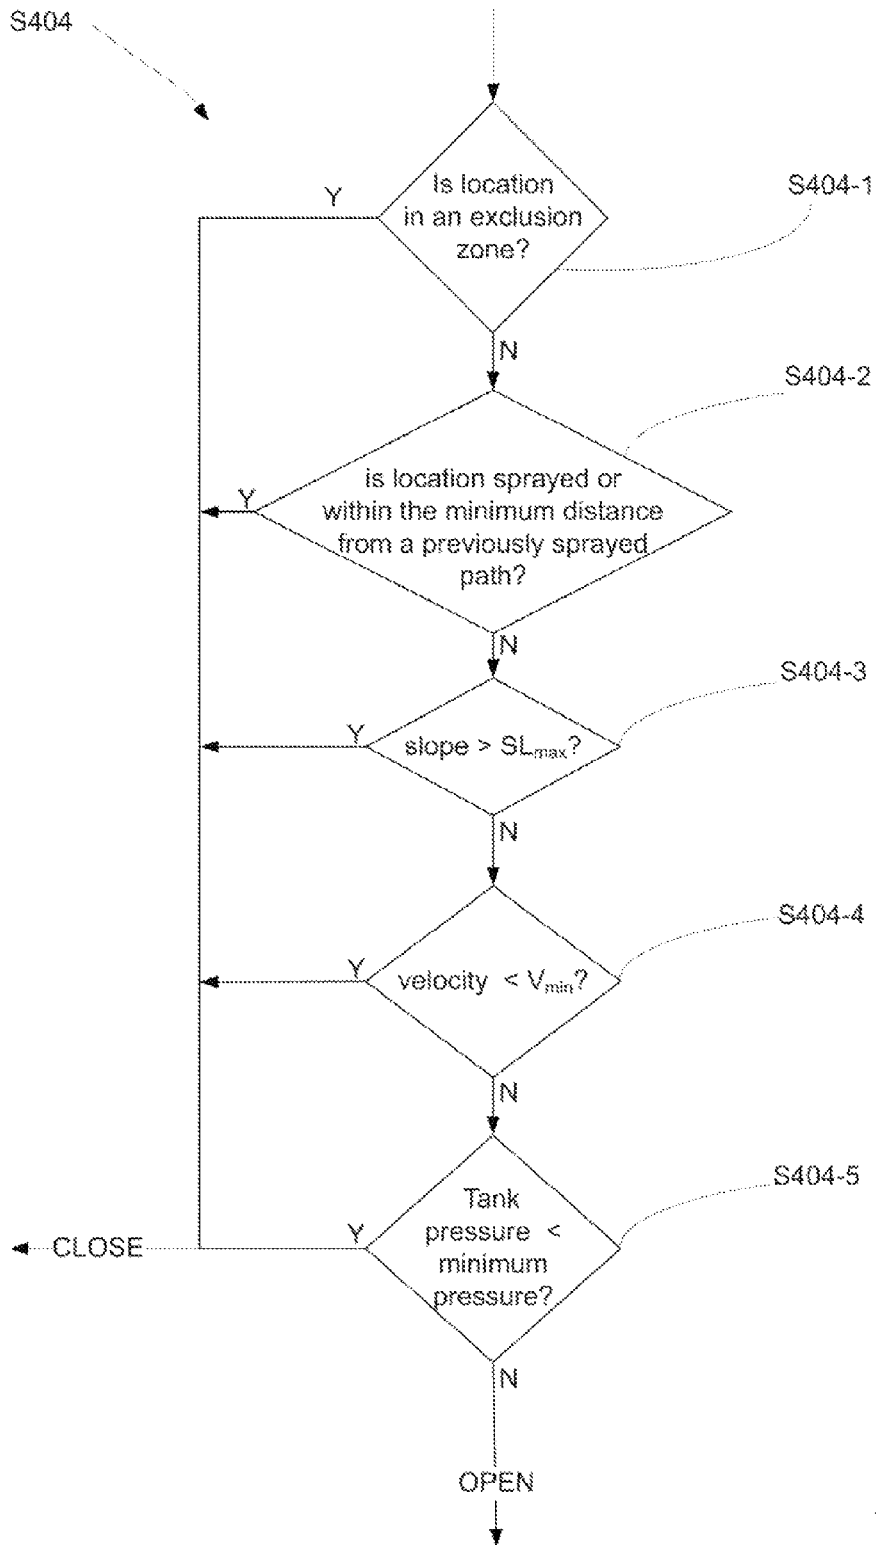 S404
Is location
in an exclusion
zone?
Y
S404-1
N
S404-2
is location sprayed or
within the minimum distance
from a previously sprayed
path?
Y
N
S404-3
slope > SLmax?
Y
N
S404-4
velocity < Vmin?
Y
N
S404-5
Tank
pressure <
minimum
pressure?
Y
CLOSE
N
OPEN